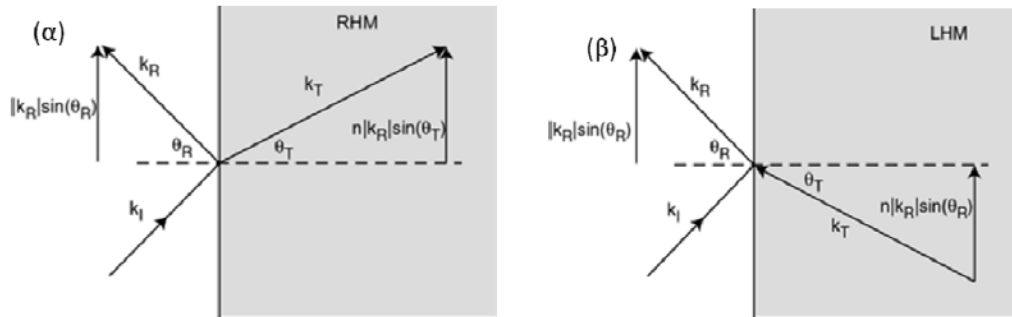 (α)
RHM
k_R
k_T
|k_R|sin(θ_R)
n|k_R|sin(θ_T)
θ_R
θ_T
k_I
(β)
LHM
k_R
|k_R|sin(θ_R)
θ_R
θ_T
n|k_R|sin(θ_R)
k_I
k_T